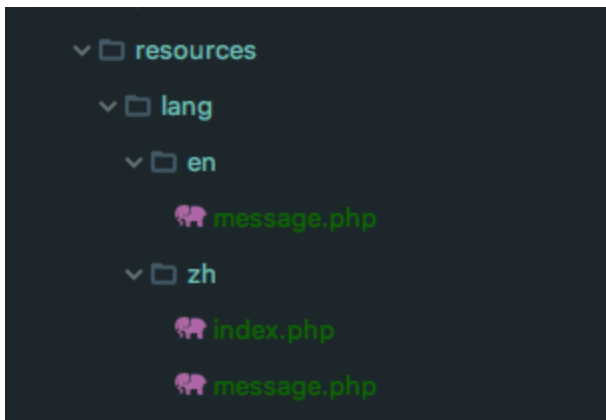 resources
lang
en
message.php
zh
index.php
message.php